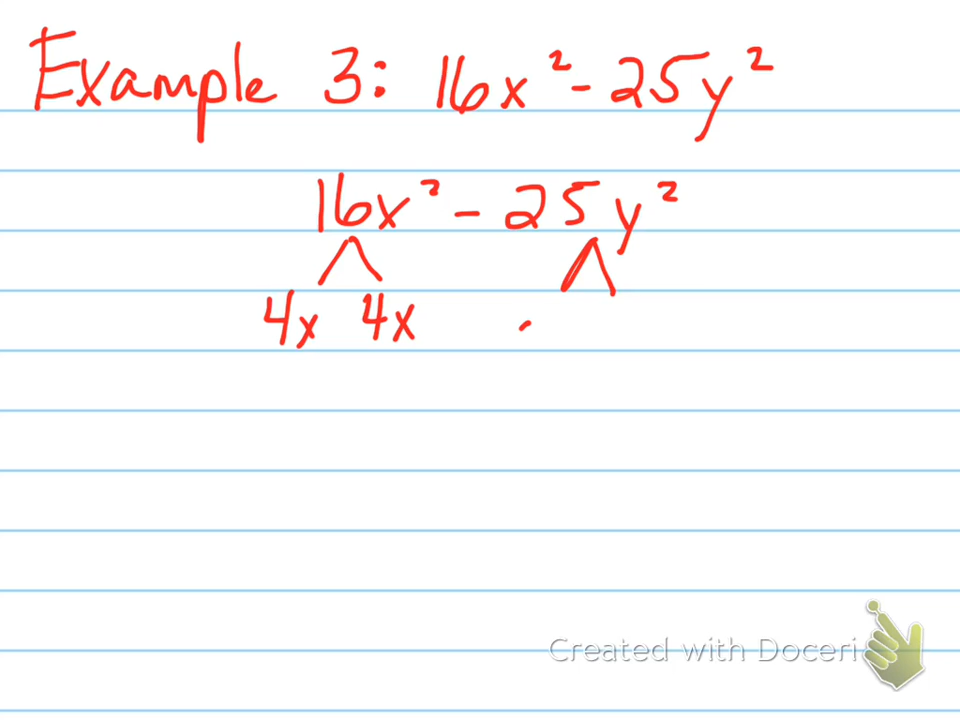 Example 3: 16x² - 25y²
16x² - 25y²
4x 4x
Created with Doceri